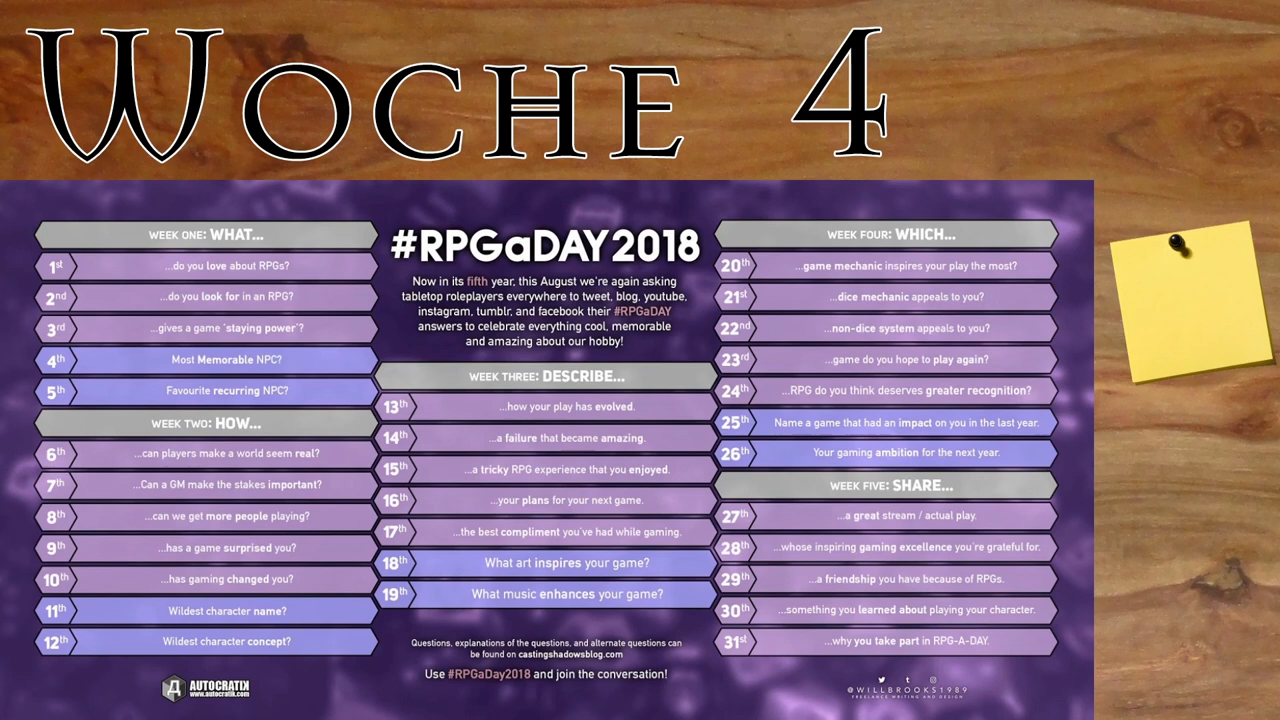 Woche 4
WEEK ONE: WHAT...
1st ...do you love about RPGs?
2nd ...do you look for in an RPG?
3rd ...gives a game 'staying power'?
4th Most Memorable NPC?
5th Favourite recurring NPC?
WEEK TWO: HOW...
6th ...can players make a world seem real?
7th ...Can a GM make the stakes important?
8th ...can we get more people playing?
9th ...has a game surprised you?
10th ...has gaming changed you?
11th Wildest character name?
12th Wildest character concept?
AUTOCRATIK
www.autocratik.com
#RPGaDAY2018
Now in its fifth year, this August we're again asking
tabletop roleplayers everywhere to tweet, blog, youtube,
instagram, tumblr, and facebook their #RPGaDAY
answers to celebrate everything cool, memorable
and amazing about our hobby!
WEEK THREE: DESCRIBE...
13th ...how your play has evolved.
14th ...a failure that became amazing.
15th ...a tricky RPG experience that you enjoyed.
16th ...your plans for your next game.
17th ...the best compliment you've had while gaming.
18th What art inspires your game?
19th What music enhances your game?
Questions, explanations of the questions, and alternate questions can
be found on castingshadowsblog.com
Use #RPGaDay2018 and join the conversation!
WEEK FOUR: WHICH...
20th ...game mechanic inspires your play the most?
21st ...dice mechanic appeals to you?
22nd ...non-dice system appeals to you?
23rd ...game do you hope to play again?
24th ...RPG do you think deserves greater recognition?
25th Name a game that had an impact on you in the last year.
26th Your gaming ambition for the next year.
WEEK FIVE: SHARE...
27th ...a great stream / actual play.
28th ...whose inspiring gaming excellence you're grateful for.
29th ...a friendship you have because of RPGs.
30th ...something you learned about playing your character.
31st ...why you take part in RPG-A-DAY.
@WILLBROOKS1989
FREELANCE WRITING AND DESIGN